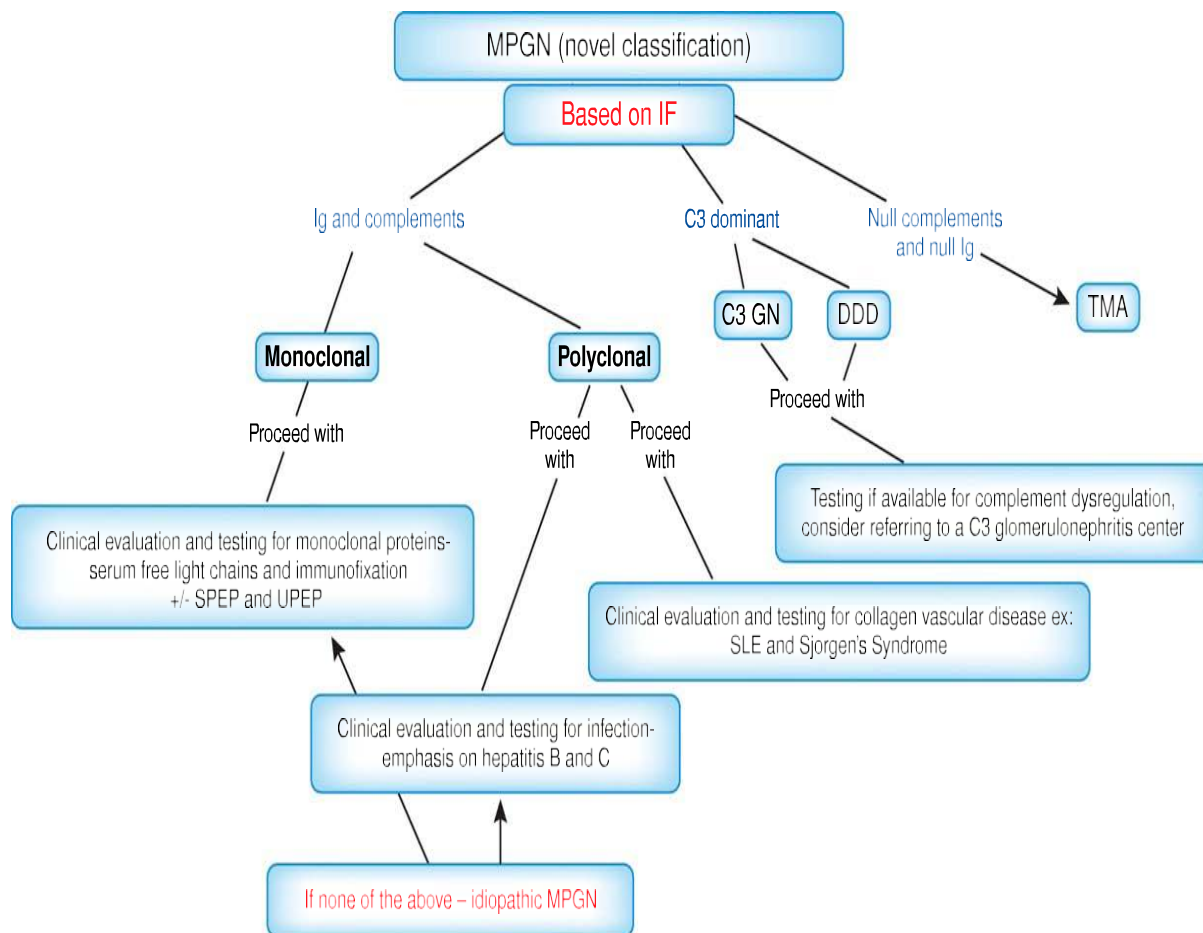 MPGN (novel classification)
Based on IF
Ig and complements
C3 dominant
Null complements
and null Ig
TMA
C3 GN
DDD
Monoclonal
Polyclonal
Proceed with
Proceed
with
Proceed
with
Proceed with
Testing if available for complement dysregulation,
consider referring to a C3 glomerulonephritis center
Clinical evaluation and testing for monoclonal proteins-
serum free light chains and immunofixation
+/- SPEP and UPEP
Clinical evaluation and testing for collagen vascular disease ex:
SLE and Sjorgen's Syndrome
Clinical evaluation and testing for infection-
emphasis on hepatitis B and C
If none of the above – idiopathic MPGN